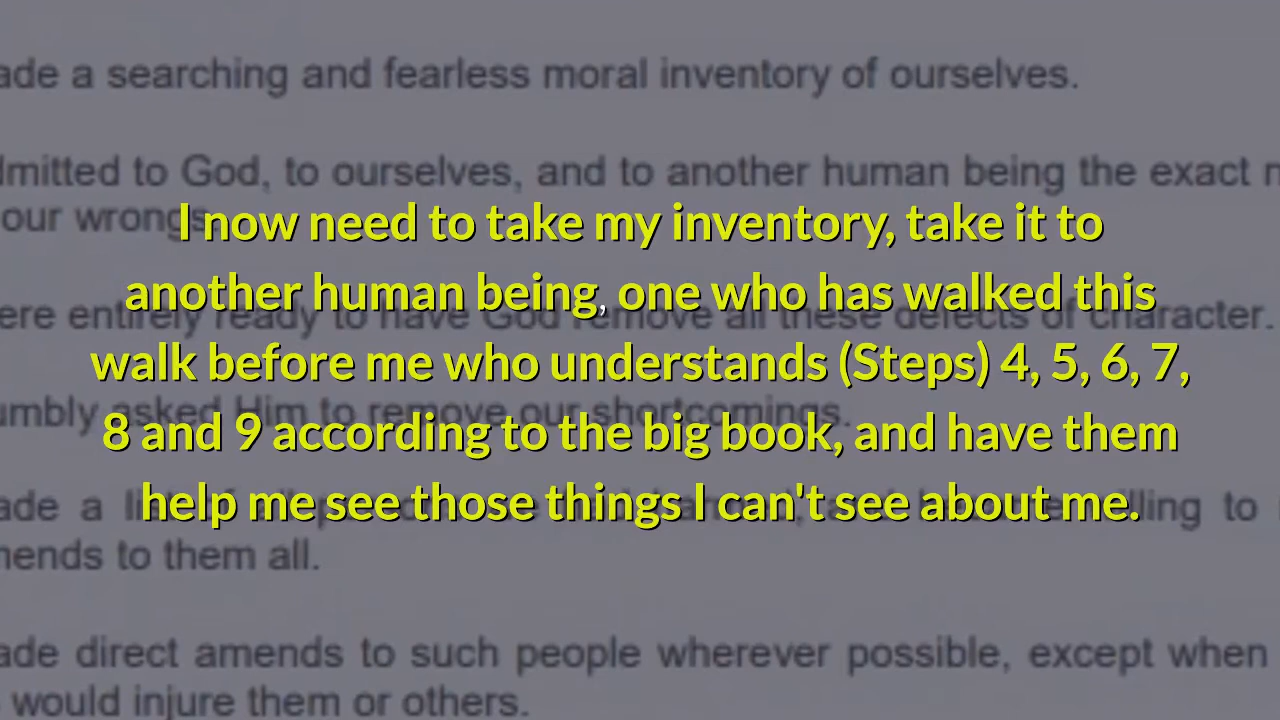 ade a searching and fearless moral inventory of ourselves.
to God, to ourselves, and to another human being the exact
our wrongs.
I now need to take my inventory, take it to
another human being, one who has walked this
entirely ready to have God remove all these defects of character.
walk before me who understands (Steps) 4, 5, 6, 7,
asked Him to remove our shortcomings.
8 and 9 according to the big book, and have them
ade a
help me see those things I can't see about me.
to
to them all.
ade direct amends to such people wherever possible, except when
would injure them or others.